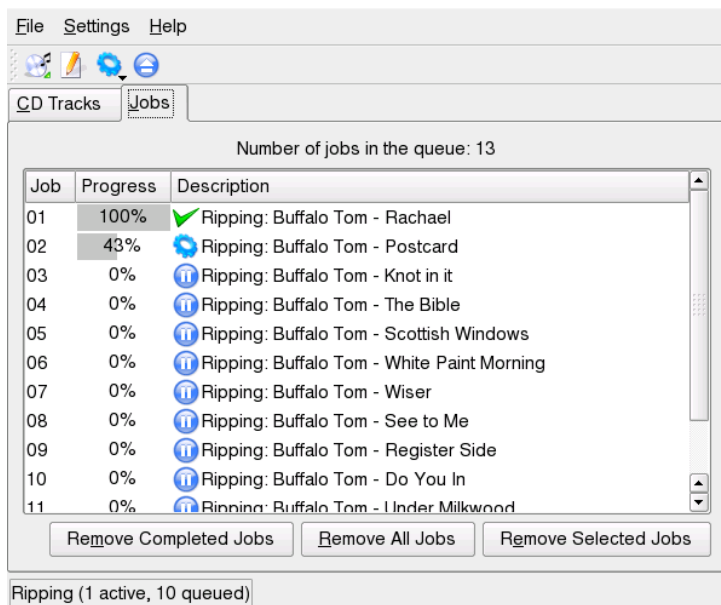 File Settings Help
CD Tracks Jobs
Number of jobs in the queue: 13
Job Progress Description
01 100% Ripping: Buffalo Tom - Rachael
02 43% Ripping: Buffalo Tom - Postcard
03 0% Ripping: Buffalo Tom - Knot in it
04 0% Ripping: Buffalo Tom - The Bible
05 0% Ripping: Buffalo Tom - Scottish Windows
06 0% Ripping: Buffalo Tom - White Paint Morning
07 0% Ripping: Buffalo Tom - Wiser
08 0% Ripping: Buffalo Tom - See to Me
09 0% Ripping: Buffalo Tom - Register Side
10 0% Ripping: Buffalo Tom - Do You In
11 0% Ripping: Buffalo Tom - Under Milkwood
Remove Completed Jobs Remove All Jobs Remove Selected Jobs
Ripping (1 active, 10 queued)